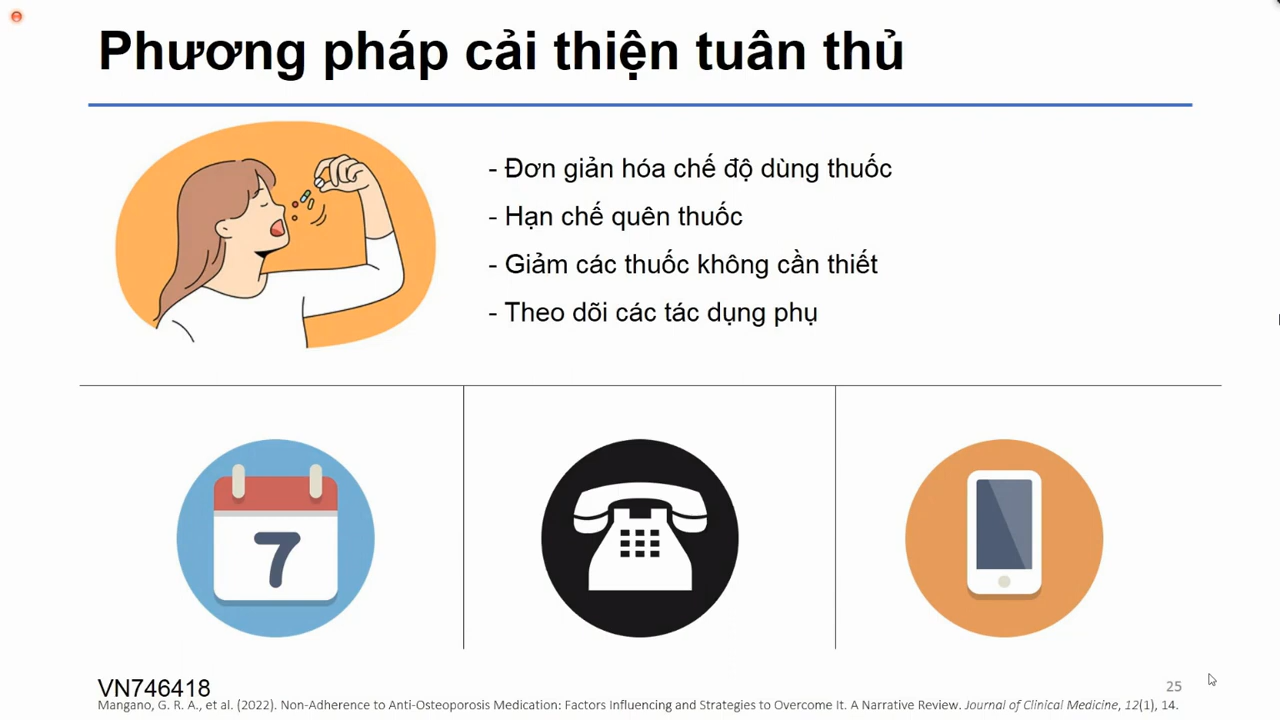 Phương pháp cải thiện tuân thủ
- Đơn giản hóa chế độ dùng thuốc
- Hạn chế quên thuốc
- Giảm các thuốc không cần thiết
- Theo dõi các tác dụng phụ
7
VN746418
25
Mangano, G. R. A., et al. (2022). Non-Adherence to Anti-Osteoporosis Medication: Factors Influencing and Strategies to Overcome It. A Narrative Review. Journal of Clinical Medicine, 12(1), 14.